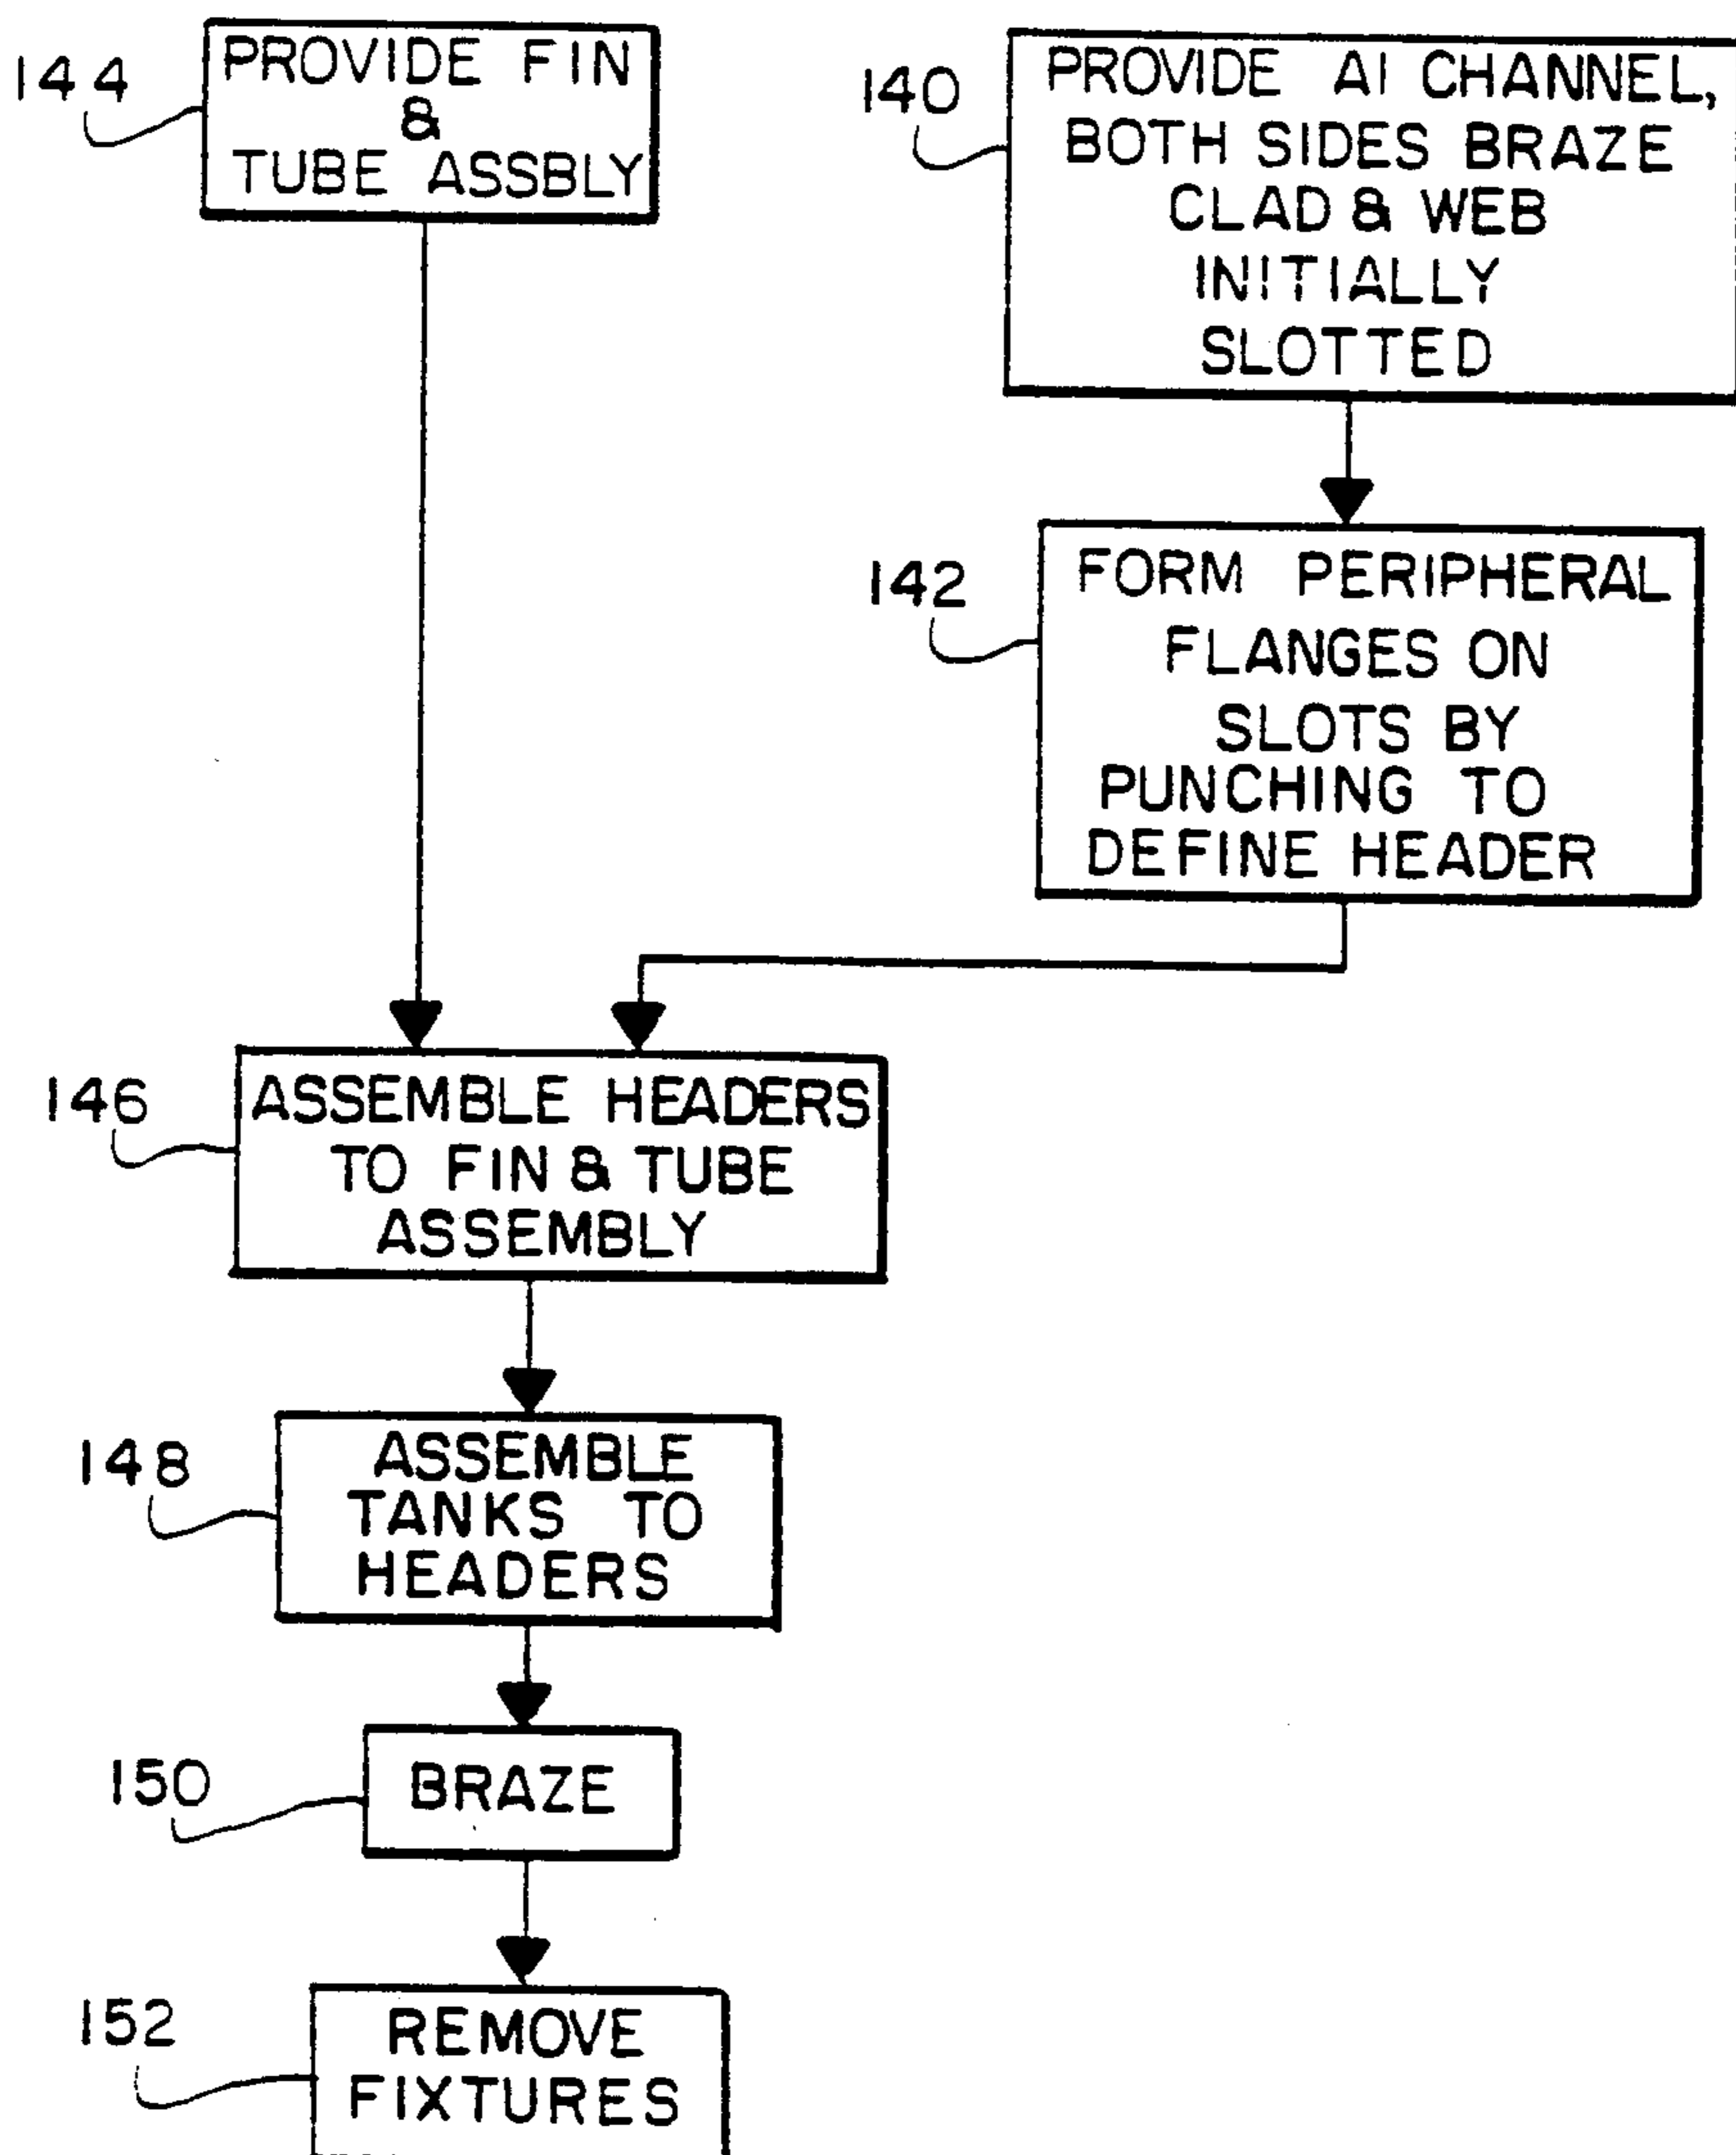 144
PROVIDE FIN
&
TUBE ASSBLY
140
PROVIDE Al CHANNEL,
BOTH SIDES BRAZE
CLAD & WEB
INITIALLY
SLOTTED
142
FORM PERIPHERAL
FLANGES ON
SLOTS BY
PUNCHING TO
DEFINE HEADER
146
ASSEMBLE HEADERS
TO FIN & TUBE
ASSEMBLY
148
ASSEMBLE
TANKS TO
HEADERS
150
BRAZE
152
REMOVE
FIXTURES